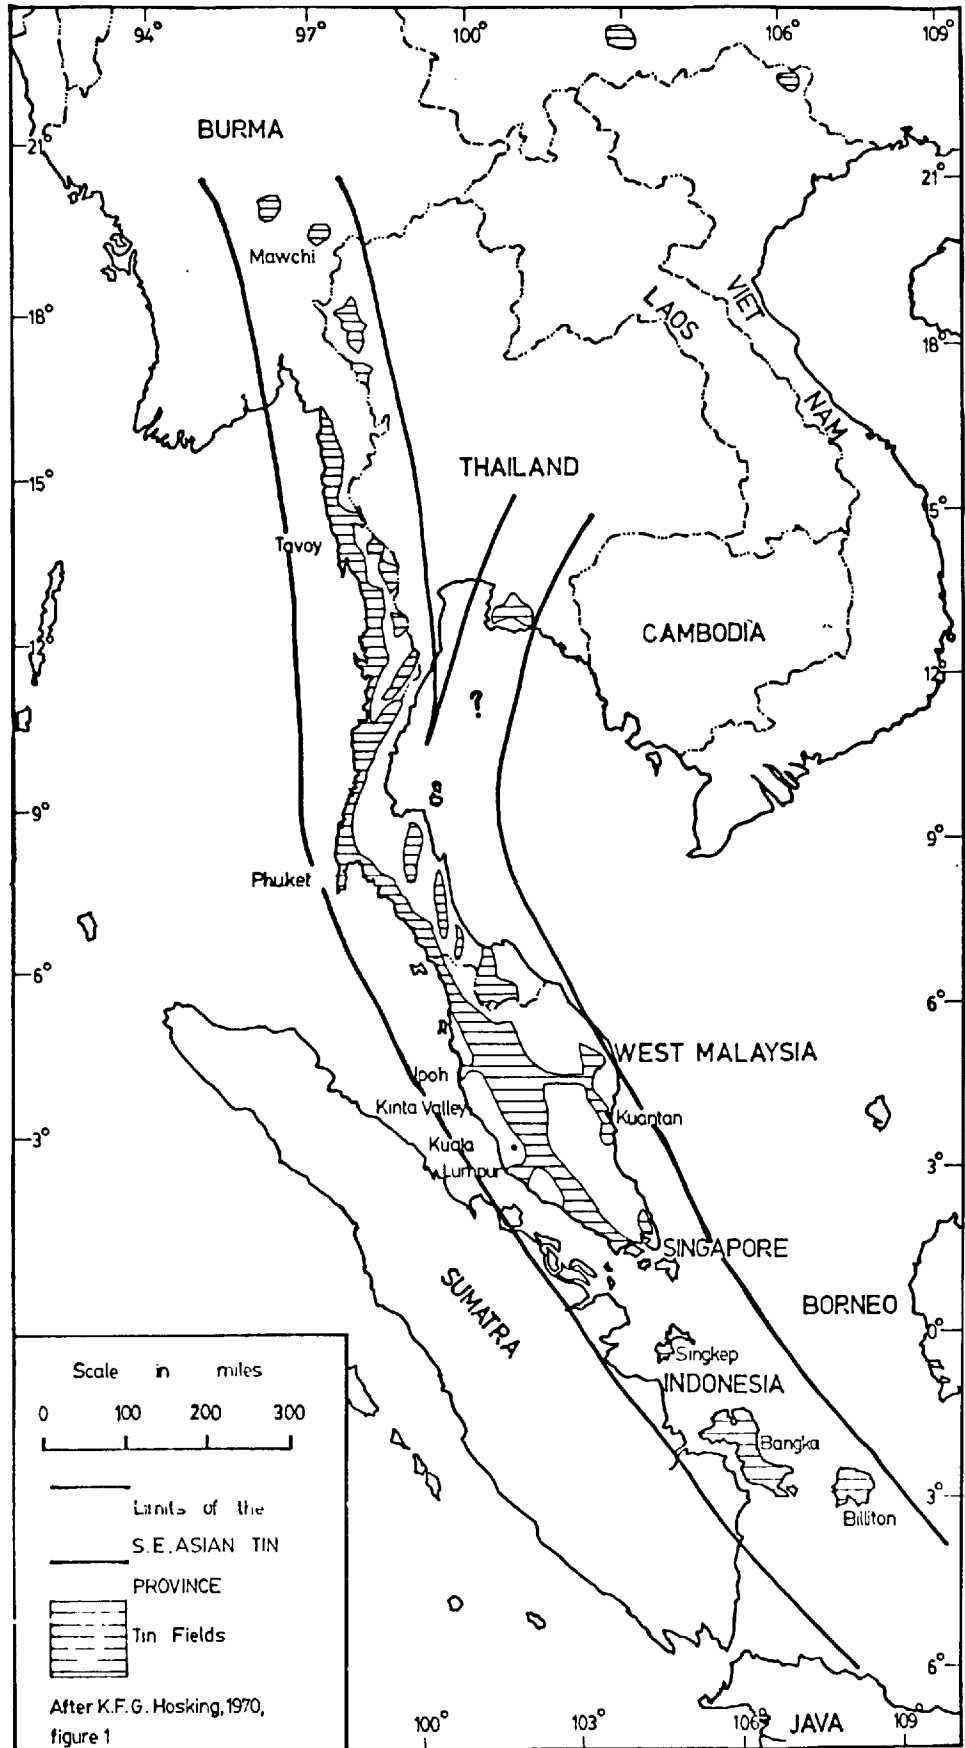 94° 97° 100° 106° 109°
BURMA
21°
21°
Mawchi
18°
VIET
LAOS
18°
NAM
THAILAND
15°
15°
Tavoy
CAMBODIA
12°
12°
?
9°
9°
Phuket
6°
6°
WEST MALAYSIA
Ipoh
Kinta Valley
Kuantan
3°
Kuala
Lumpur
3°
SINGAPORE
SUMATRA
BORNEO
0°
Singkep
INDONESIA
Bangka
3°
Billiton
6°
JAVA
100° 103° 106° 109°
Scale in miles
0 100 200 300
Limits of the
S.E. ASIAN TIN
PROVINCE
Tin Fields
After K.F.G. Hosking, 1970,
figure 1